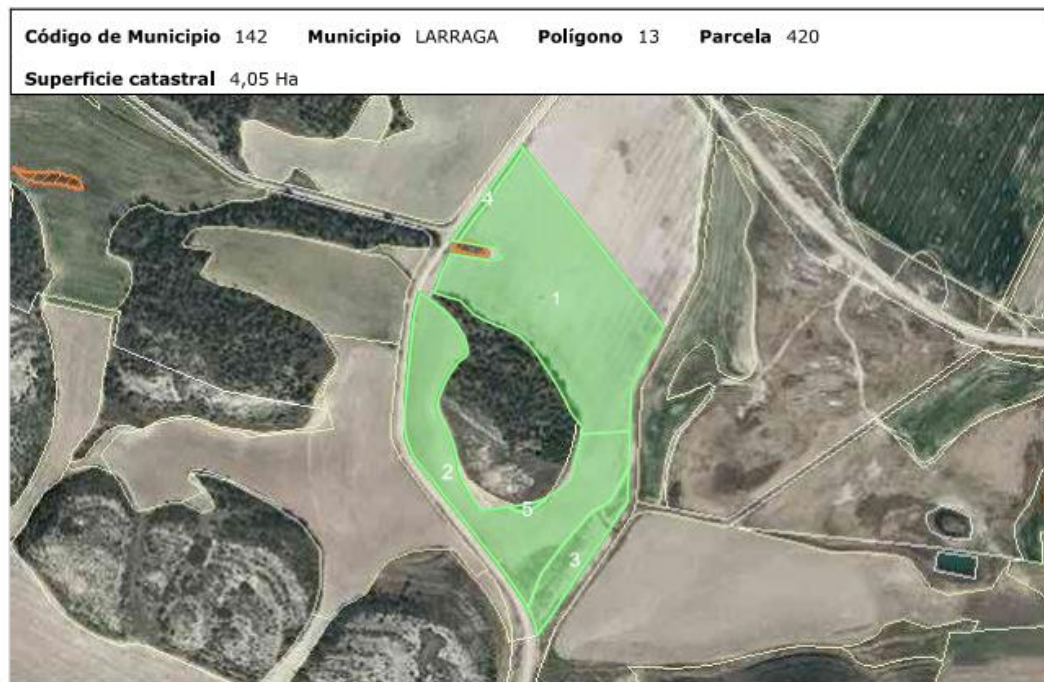 Código de Municipio 142 Municipio LARRAGA Polígono 13 Parcela 420
Superficie catastral 4,05 Ha
4
1
2
5
3